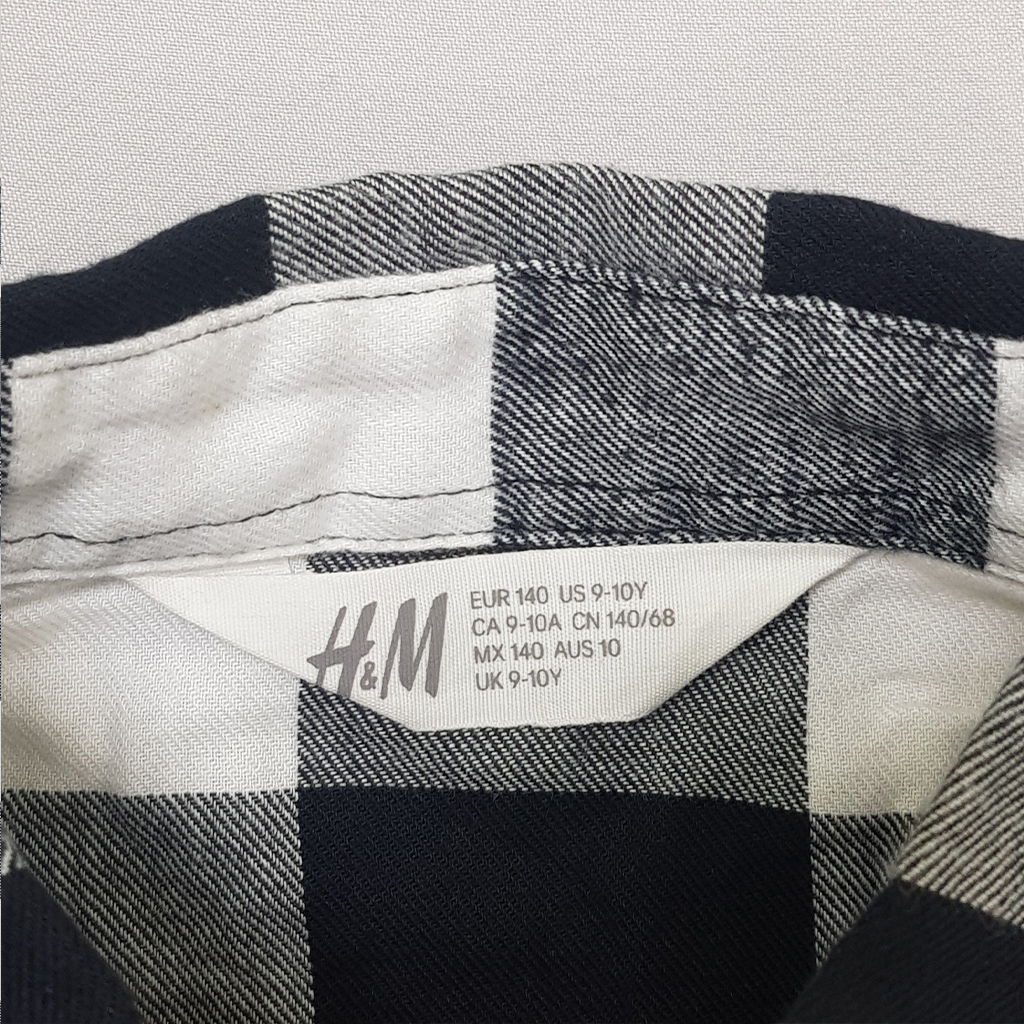 H&M
EUR 140 US 9-10Y
CA 9-10A CN 140/68
MX 140 AUS 10
UK 9-10Y